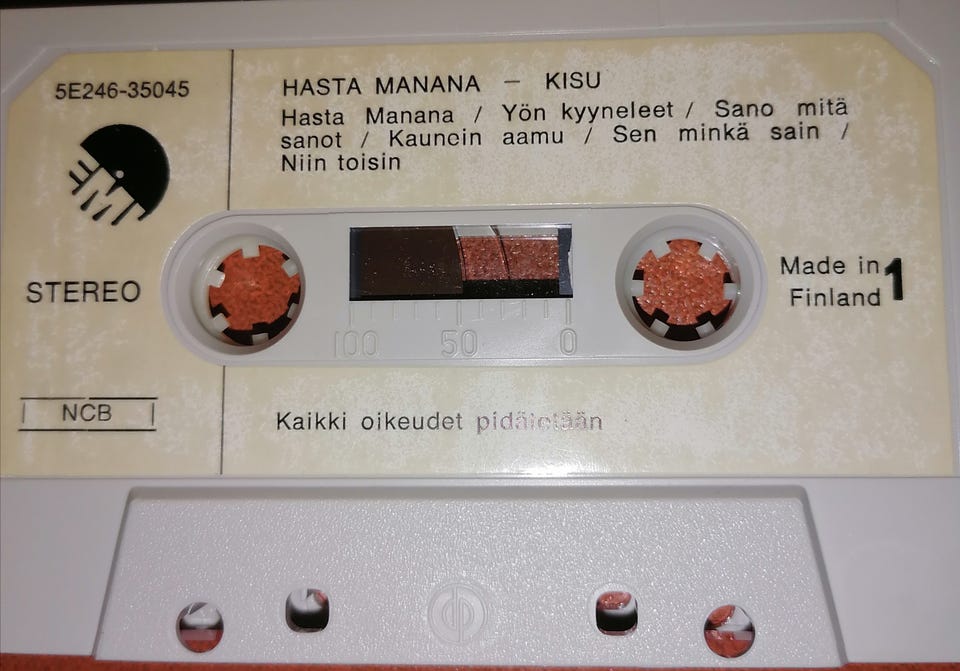 5E246-35045
EMI
STEREO
NCB
HASTA MANANA — KISU
Hasta Manana / Yön kyyneleet / Sano mitä
sanot / Kaunein aamu / Sen minkä sain /
Niin toisin
100 50 0
Made in
Finland
1
Kaikki oikeudet pidätetään